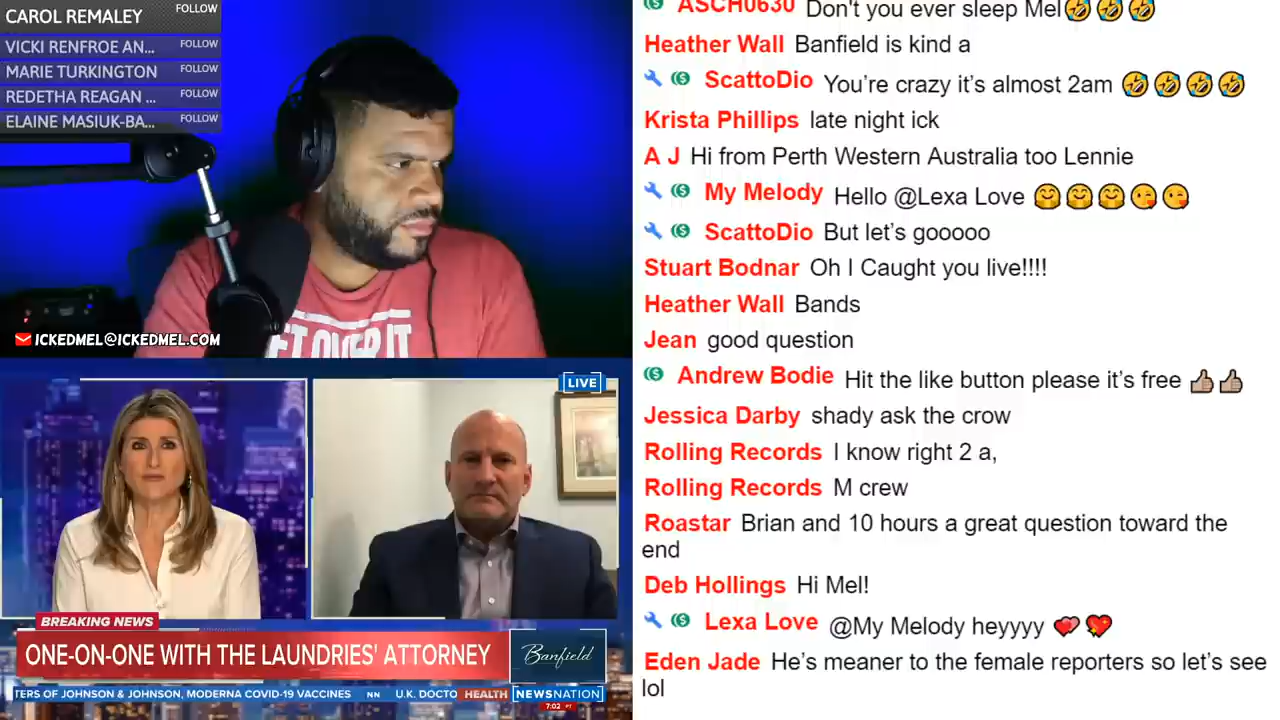 CAROL REMALEY FOLLOW
VICKI RENFROE AN... FOLLOW
MARIE TURKINGTON FOLLOW
REDETHA REAGAN ... FOLLOW
ELAINE MASIUK-BA... FOLLOW
ET OVER IT
ICKEDMEL@ICKEDMEL.COM
LIVE
BREAKING NEWS
ONE-ON-ONE WITH THE LAUNDRIES' ATTORNEY
Banfield
TERS OF JOHNSON & JOHNSON, MODERNA COVID-19 VACCINES NN U.K. DOCTO HEALTH NEWSNATION
7:02 PT
ASCH0630 Don't you ever sleep Mel🤣🤣🤣
Heather Wall Banfield is kind a
ScattoDio You're crazy it's almost 2am 🤣🤣🤣🤣
Krista Phillips late night ick
A J Hi from Perth Western Australia too Lennie
My Melody Hello @Lexa Love 🤗🤗🤗😘😘
ScattoDio But let's gooooo
Stuart Bodnar Oh I Caught you live!!!!
Heather Wall Bands
Jean good question
Andrew Bodie Hit the like button please it's free 👍🏼👍🏼
Jessica Darby shady ask the crow
Rolling Records I know right 2 a,
Rolling Records M crew
Roastar Brian and 10 hours a great question toward the
end
Deb Hollings Hi Mel!
Lexa Love @My Melody heyyyy 💕💖
Eden Jade He's meaner to the female reporters so let's see
lol